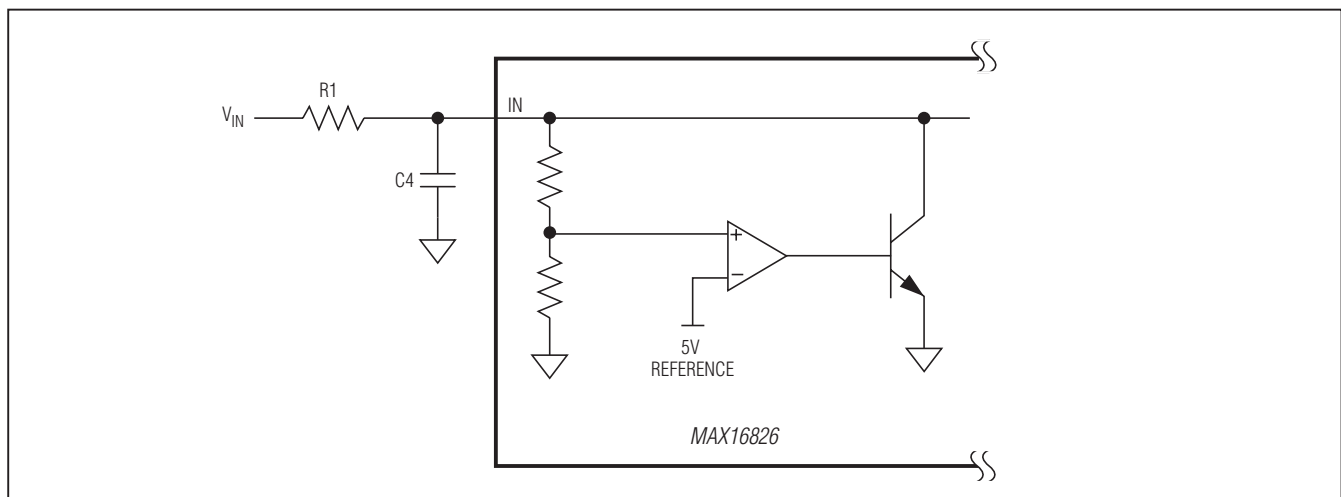 R1
V_IN
IN
C4
+
−
5V
REFERENCE
MAX16826